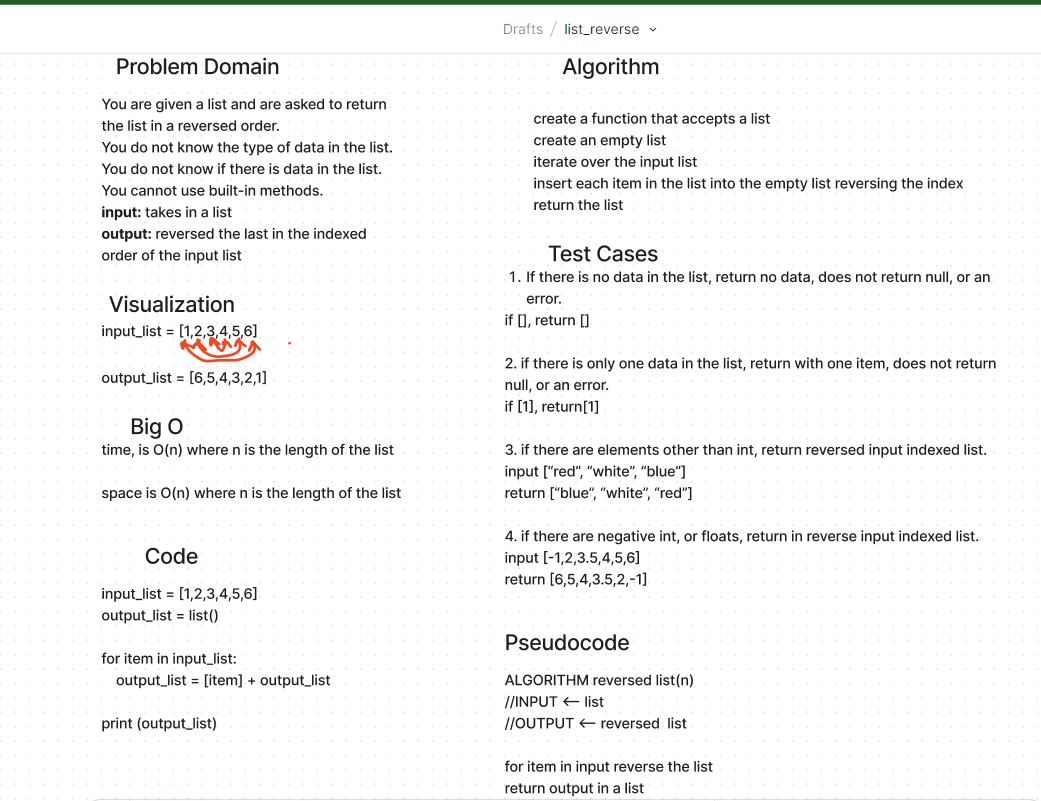 Drafts / list_reverse
Problem Domain
You are given a list and are asked to return
the list in a reversed order.
You do not know the type of data in the list.
You do not know if there is data in the list.
You cannot use built-in methods.
input: takes in a list
output: reversed the last in the indexed
order of the input list
Visualization
input_list = [1,2,3,4,5,6]
output_list = [6,5,4,3,2,1]
Big O
time, is O(n) where n is the length of the list
space is O(n) where n is the length of the list
Code
input_list = [1,2,3,4,5,6]
output_list = list()
for item in input_list:
output_list = [item] + output_list
print (output_list)
Algorithm
create a function that accepts a list
create an empty list
iterate over the input list
insert each item in the list into the empty list reversing the index
return the list
Test Cases
1. If there is no data in the list, return no data, does not return null, or an
error.
if [], return []
2. if there is only one data in the list, return with one item, does not return
null, or an error.
if [1], return[1]
3. if there are elements other than int, return reversed input indexed list.
input [“red”, “white”, “blue”]
return [“blue”, “white”, “red”]
4. if there are negative int, or floats, return in reverse input indexed list.
input [-1,2,3.5,4,5,6]
return [6,5,4,3.5,2,-1]
Pseudocode
ALGORITHM reversed list(n)
//INPUT ← list
//OUTPUT ← reversed list
for item in input reverse the list
return output in a list